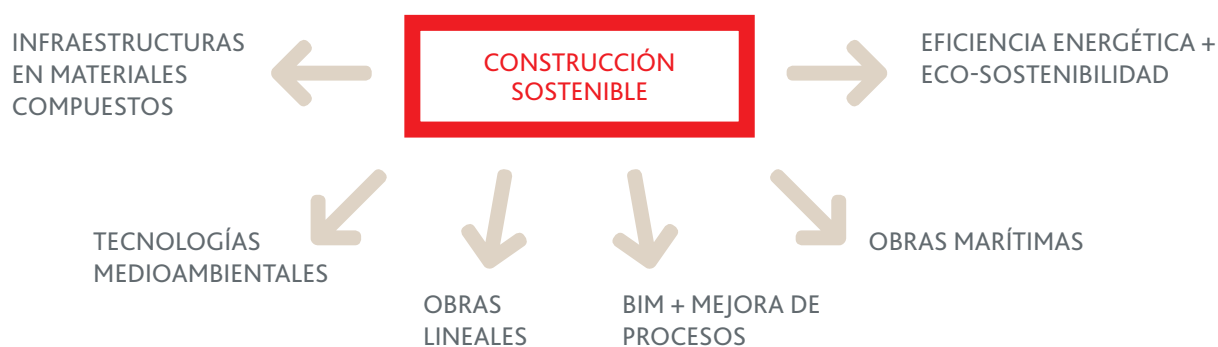 INFRAESTRUCTURAS
EN MATERIALES
COMPUESTOS
CONSTRUCCIÓN
SOSTENIBLE
EFICIENCIA ENERGÉTICA +
ECO-SOSTENIBILIDAD
TECNOLOGÍAS
MEDIOAMBIENTALES
OBRAS
LINEALES
BIM + MEJORA DE
PROCESOS
OBRAS MARÍTIMAS